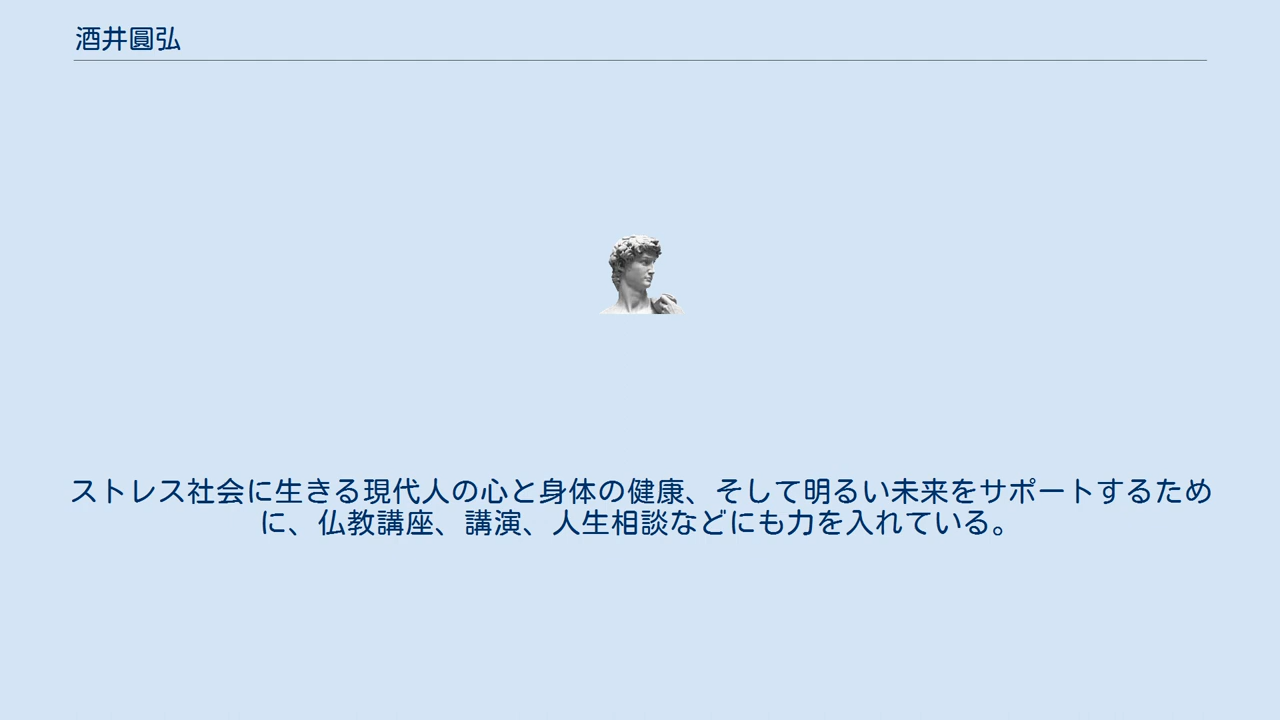 酒井圓弘
ストレス社会に生きる現代人の心と身体の健康、そして明るい未来をサポートするため
に、仏教講座、講演、人生相談などにも力を入れている。